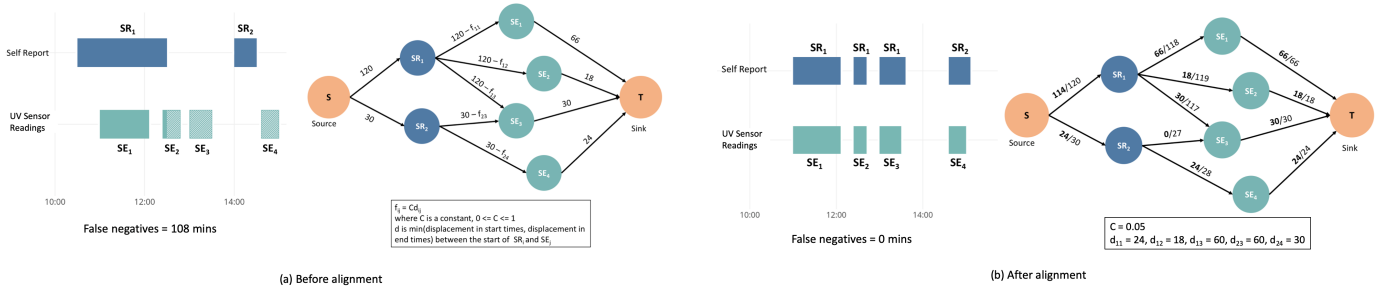 SR1
SR2
Self Report
UV Sensor
Readings
SE1
SE2
SE3
SE4
10:00
12:00
14:00
False negatives = 108 mins
S
Source
120
30
SR1
SR2
120–f11
120–f12
120–f13
30–f23
30–f24
SE1
SE2
SE3
SE4
66
18
30
24
T
Sink
fij = Cdij
where C is a constant, 0 <= C <= 1
d is min(displacement in start times, displacement in
end times) between the start of SRi and SEj
(a) Before alignment
SR1
SR1
SR1
SR2
Self Report
UV Sensor
Readings
SE1
SE2
SE3
SE4
10:00
12:00
14:00
False negatives = 0 mins
S
Source
114/120
24/30
SR1
SR2
66/118
18/119
30/117
0/27
24/28
SE1
SE2
SE3
SE4
66/66
18/18
30/30
24/24
T
Sink
C = 0.05
d11 = 24, d12 = 18, d13 = 60, d23 = 60, d24 = 30
(b) After alignment